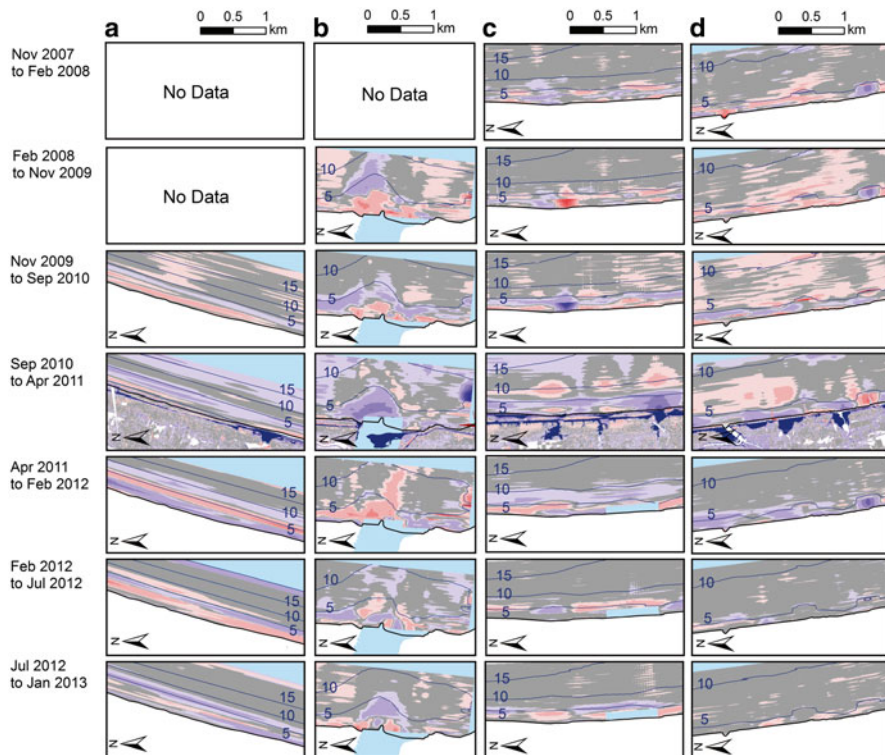 0 0.5 1
km
0 0.5 1
km
0 0.5 1
km
0 0.5 1
km
a b c d
Nov 2007
to Feb 2008
No Data
No Data
15
10
5
N
10
5
N
Feb 2008
to Nov 2009
No Data
10
5
N
15
10
5
N
10
5
N
Nov 2009
to Sep 2010
15
10
5
N
10
5
N
15
10
5
N
10
5
N
Sep 2010
to Apr 2011
15
10
5
N
10
5
N
15
10
5
N
10
5
N
Apr 2011
to Feb 2012
15
10
5
N
10
5
N
15
10
5
N
10
5
N
Feb 2012
to Jul 2012
15
10
5
N
10
5
N
15
10
5
N
10
5
N
Jul 2012
to Jan 2013
15
10
5
N
10
5
N
15
10
5
N
10
5
N